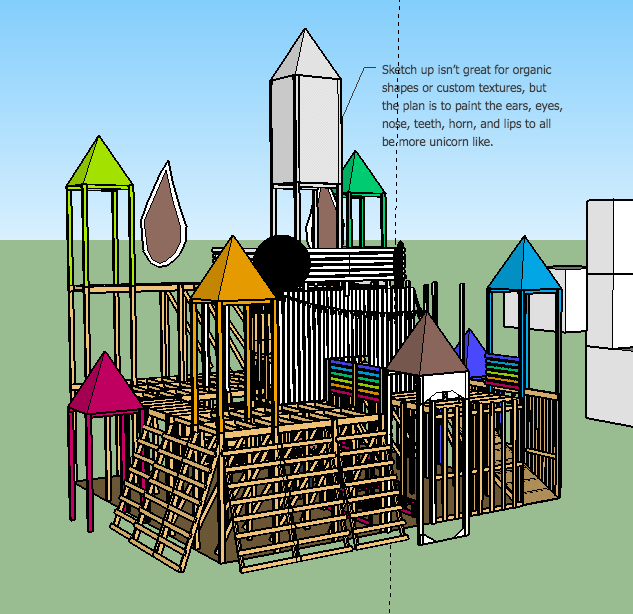 Sketch up isn't great for organic
shapes or custom textures, but
the plan is to paint the ears, eyes,
nose, teeth, horn, and lips to all
be more unicorn like.